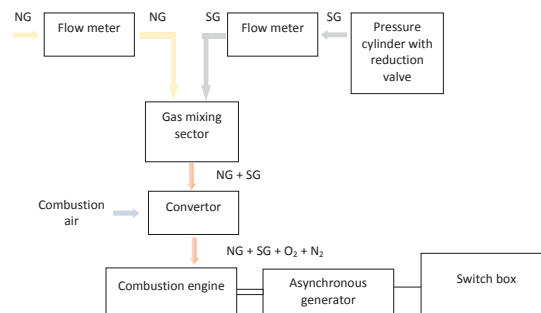 NG
NG
SG
SG
Flow meter
Flow meter
Pressure
cylinder with
reduction
valve
Gas mixing
sector
NG + SG
Combustion
air
Convertor
NG + SG + O₂ + N₂
Combustion engine
Asynchronous
generator
Switch box